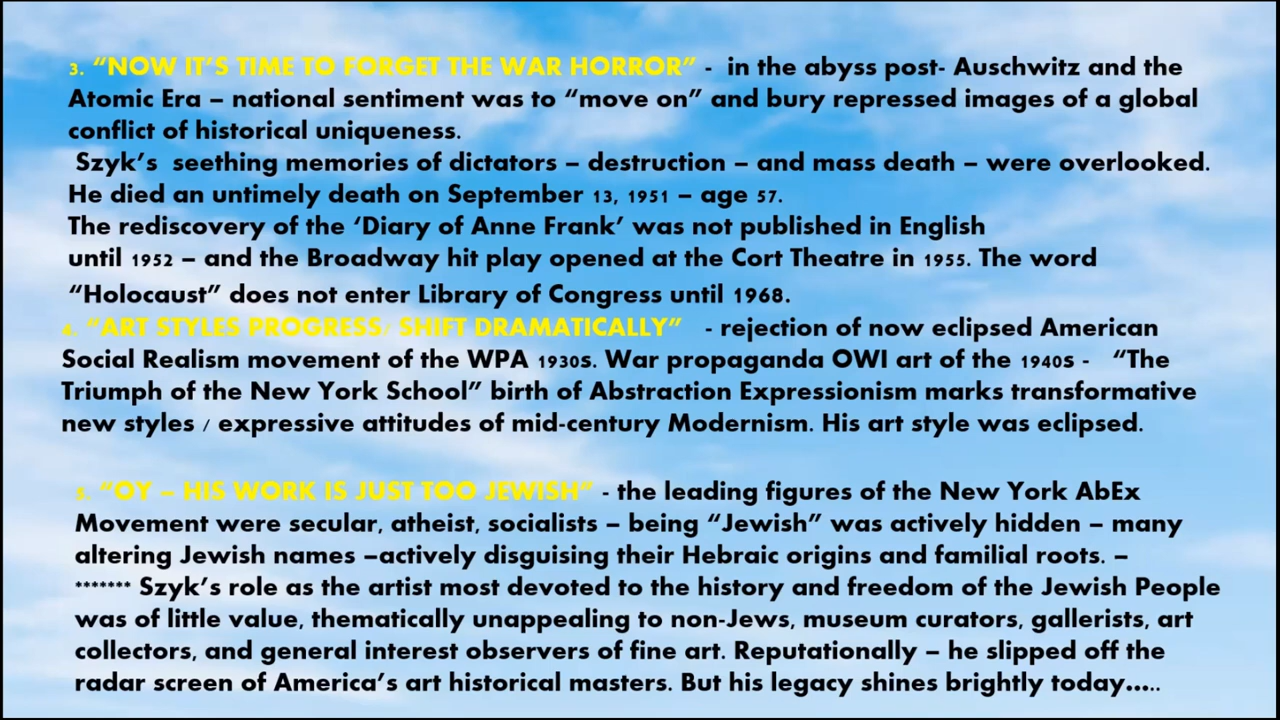 3. “NOW IT’S TIME TO FORGET THE WAR HORROR” - in the abyss post- Auschwitz and the
Atomic Era – national sentiment was to “move on” and bury repressed images of a global
conflict of historical uniqueness.
Szyk’s seething memories of dictators – destruction – and mass death – were overlooked.
He died an untimely death on September 13, 1951 – age 57.
The rediscovery of the ‘Diary of Anne Frank’ was not published in English
until 1952 – and the Broadway hit play opened at the Cort Theatre in 1955. The word
“Holocaust” does not enter Library of Congress until 1968.
4. “ART STYLES PROGRESS/ SHIFT DRAMATICALLY” - rejection of now eclipsed American
Social Realism movement of the WPA 1930s. War propaganda OWI art of the 1940s - “The
Triumph of the New York School” birth of Abstraction Expressionism marks transformative
new styles / expressive attitudes of mid-century Modernism. His art style was eclipsed.
5. “OY – HIS WORK IS JUST TOO JEWISH” - the leading figures of the New York AbEx
Movement were secular, atheist, socialists – being “Jewish” was actively hidden – many
altering Jewish names –actively disguising their Hebraic origins and familial roots. –
******* Szyk’s role as the artist most devoted to the history and freedom of the Jewish People
was of little value, thematically unappealing to non-Jews, museum curators, gallerists, art
collectors, and general interest observers of fine art. Reputationally – he slipped off the
radar screen of America’s art historical masters. But his legacy shines brightly today…..